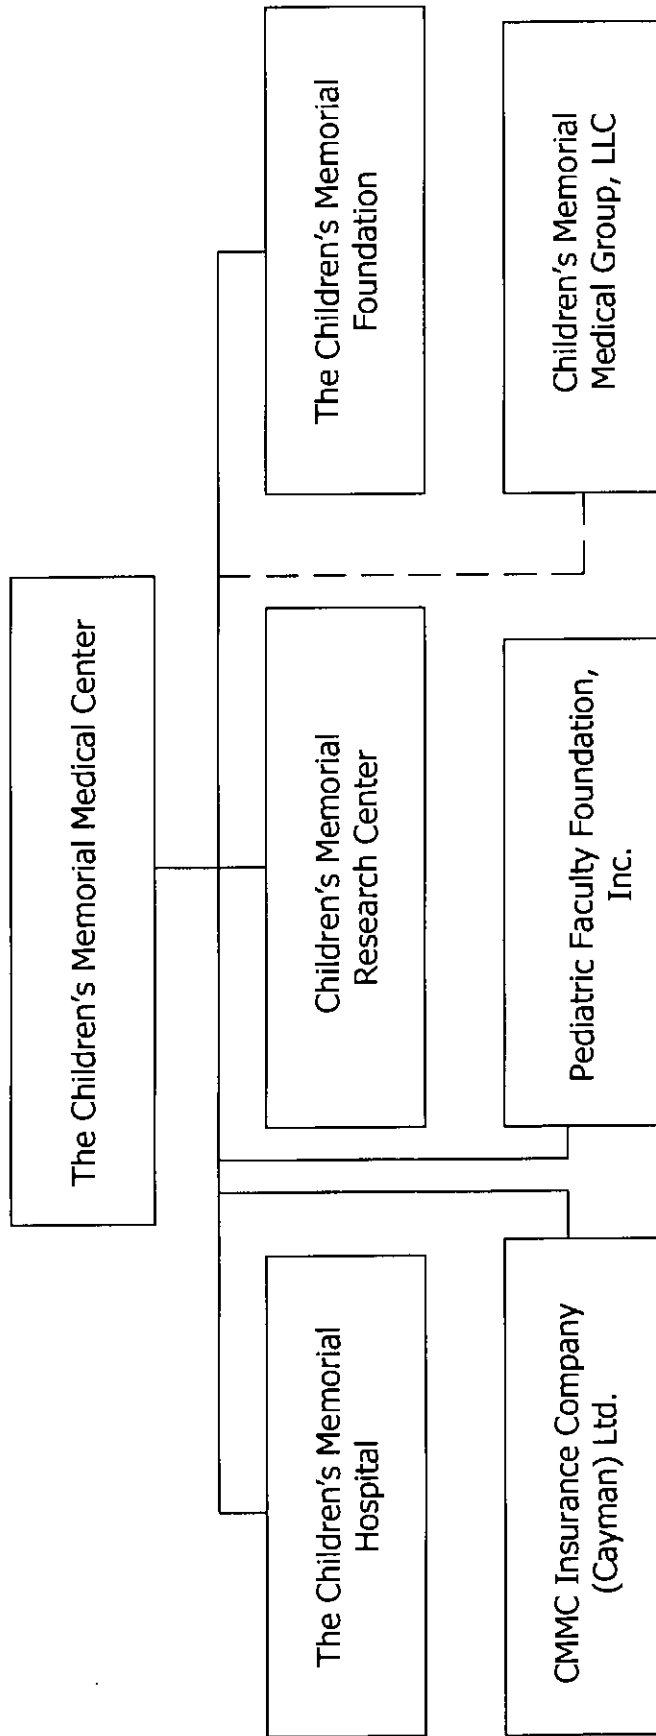 The Children's Memorial Medical Center
The Children's Memorial
Hospital
Children's Memorial
Research Center
The Children's Memorial
Foundation
CMMC Insurance Company
(Cayman) Ltd.
Pediatric Faculty Foundation,
Inc.
Children's Memorial
Medical Group, LLC